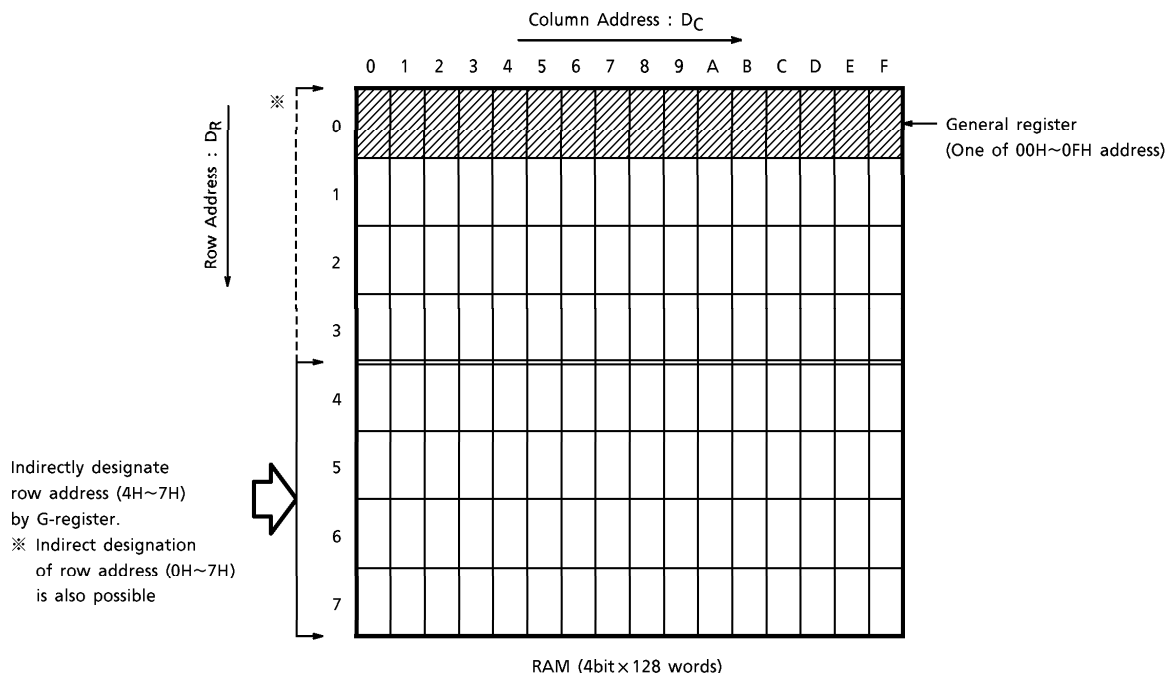 Column Address : DC
0 1 2 3 4 5 6 7 8 9 A B C D E F
※
Row Address : DR
0
General register
(One of 00H~0FH address)
1
2
3
4
5
6
7
Indirectly designate
row address (4H~7H)
by G-register.
※ Indirect designation
of row address (0H~7H)
is also possible
RAM (4bit×128 words)